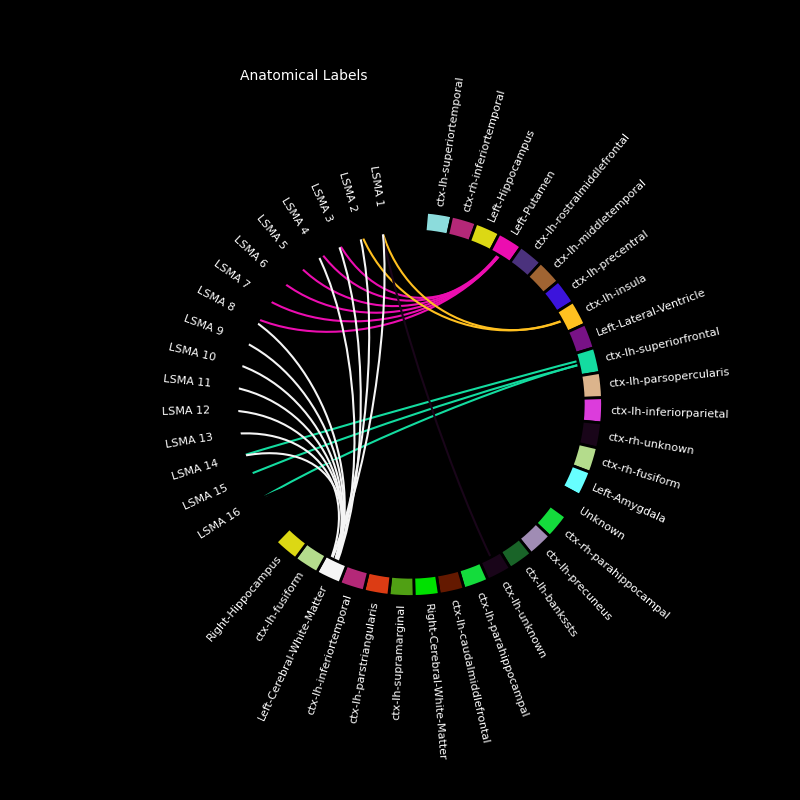 Anatomical Labels
ctx-lh-superiortemporal
ctx-rh-inferiortemporal
Left-Hippocampus
Left-Putamen
ctx-lh-rostralmiddlefrontal
ctx-lh-middletemporal
ctx-lh-precentral
ctx-lh-insula
Left-Lateral-Ventricle
ctx-lh-superiorfrontal
ctx-lh-parsopercularis
ctx-lh-inferiorparietal
ctx-rh-unknown
ctx-rh-fusiform
Left-Amygdala
Unknown
ctx-rh-parahippocampal
ctx-lh-precuneus
ctx-lh-bankssts
ctx-lh-unknown
ctx-lh-parahippocampal
ctx-lh-caudalmiddlefrontal
Right-Cerebral-White-Matter
ctx-lh-supramarginal
ctx-lh-parstriangularis
ctx-lh-inferiortemporal
Left-Cerebral-White-Matter
ctx-lh-fusiform
Right-Hippocampus
LSMA 16
LSMA 15
LSMA 14
LSMA 13
LSMA 12
LSMA 11
LSMA 10
LSMA 9
LSMA 8
LSMA 7
LSMA 6
LSMA 5
LSMA 4
LSMA 3
LSMA 2
LSMA 1